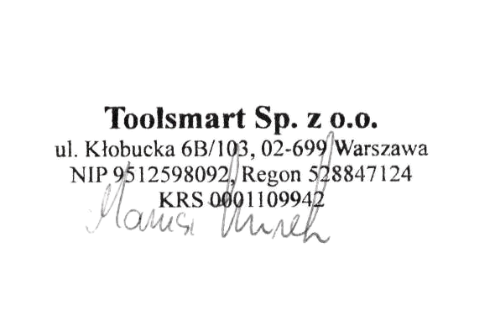 Toolsmart Sp. z o.o.
ul. Kłobucka 6B/103, 02-699 Warszawa
NIP 9512598092, Regon 528847124
KRS 0001109942